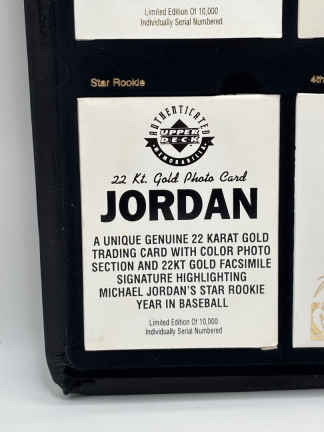 Limited Edition Of 10,000
Individually Serial Numbered
Star Rookie
4th
AUTHENTICATED
UPPER
DECK
MEMORABILIA
22 Kt. Gold Photo Card
JORDAN
A UNIQUE GENUINE 22 KARAT GOLD
TRADING CARD WITH COLOR PHOTO
SECTION AND 22KT GOLD FACSIMILE
SIGNATURE HIGHLIGHTING
MICHAEL JORDAN'S STAR ROOKIE
YEAR IN BASEBALL
Limited Edition Of 10,000
Individually Serial Numbered